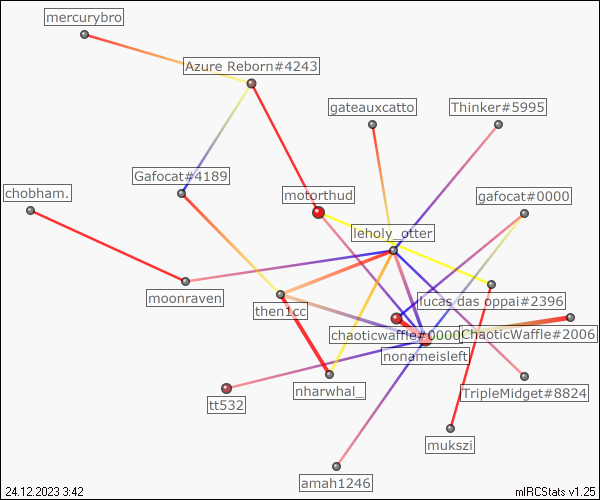 mercurybro
Azure Reborn#4243
gateauxcatto
Thinker#5995
Gafocat#4189
chobham.
motorthud
gafocat#0000
leholy_otter
moonraven
lucas das oppai#2396
then1cc
chaoticwaffle#0000
ChaoticWaffle#2006
nonameisleft
nharwhal_
TripleMidget#8824
tt532
mukszi
amah1246
24.12.2023 3:42
mIRCStats v1.25